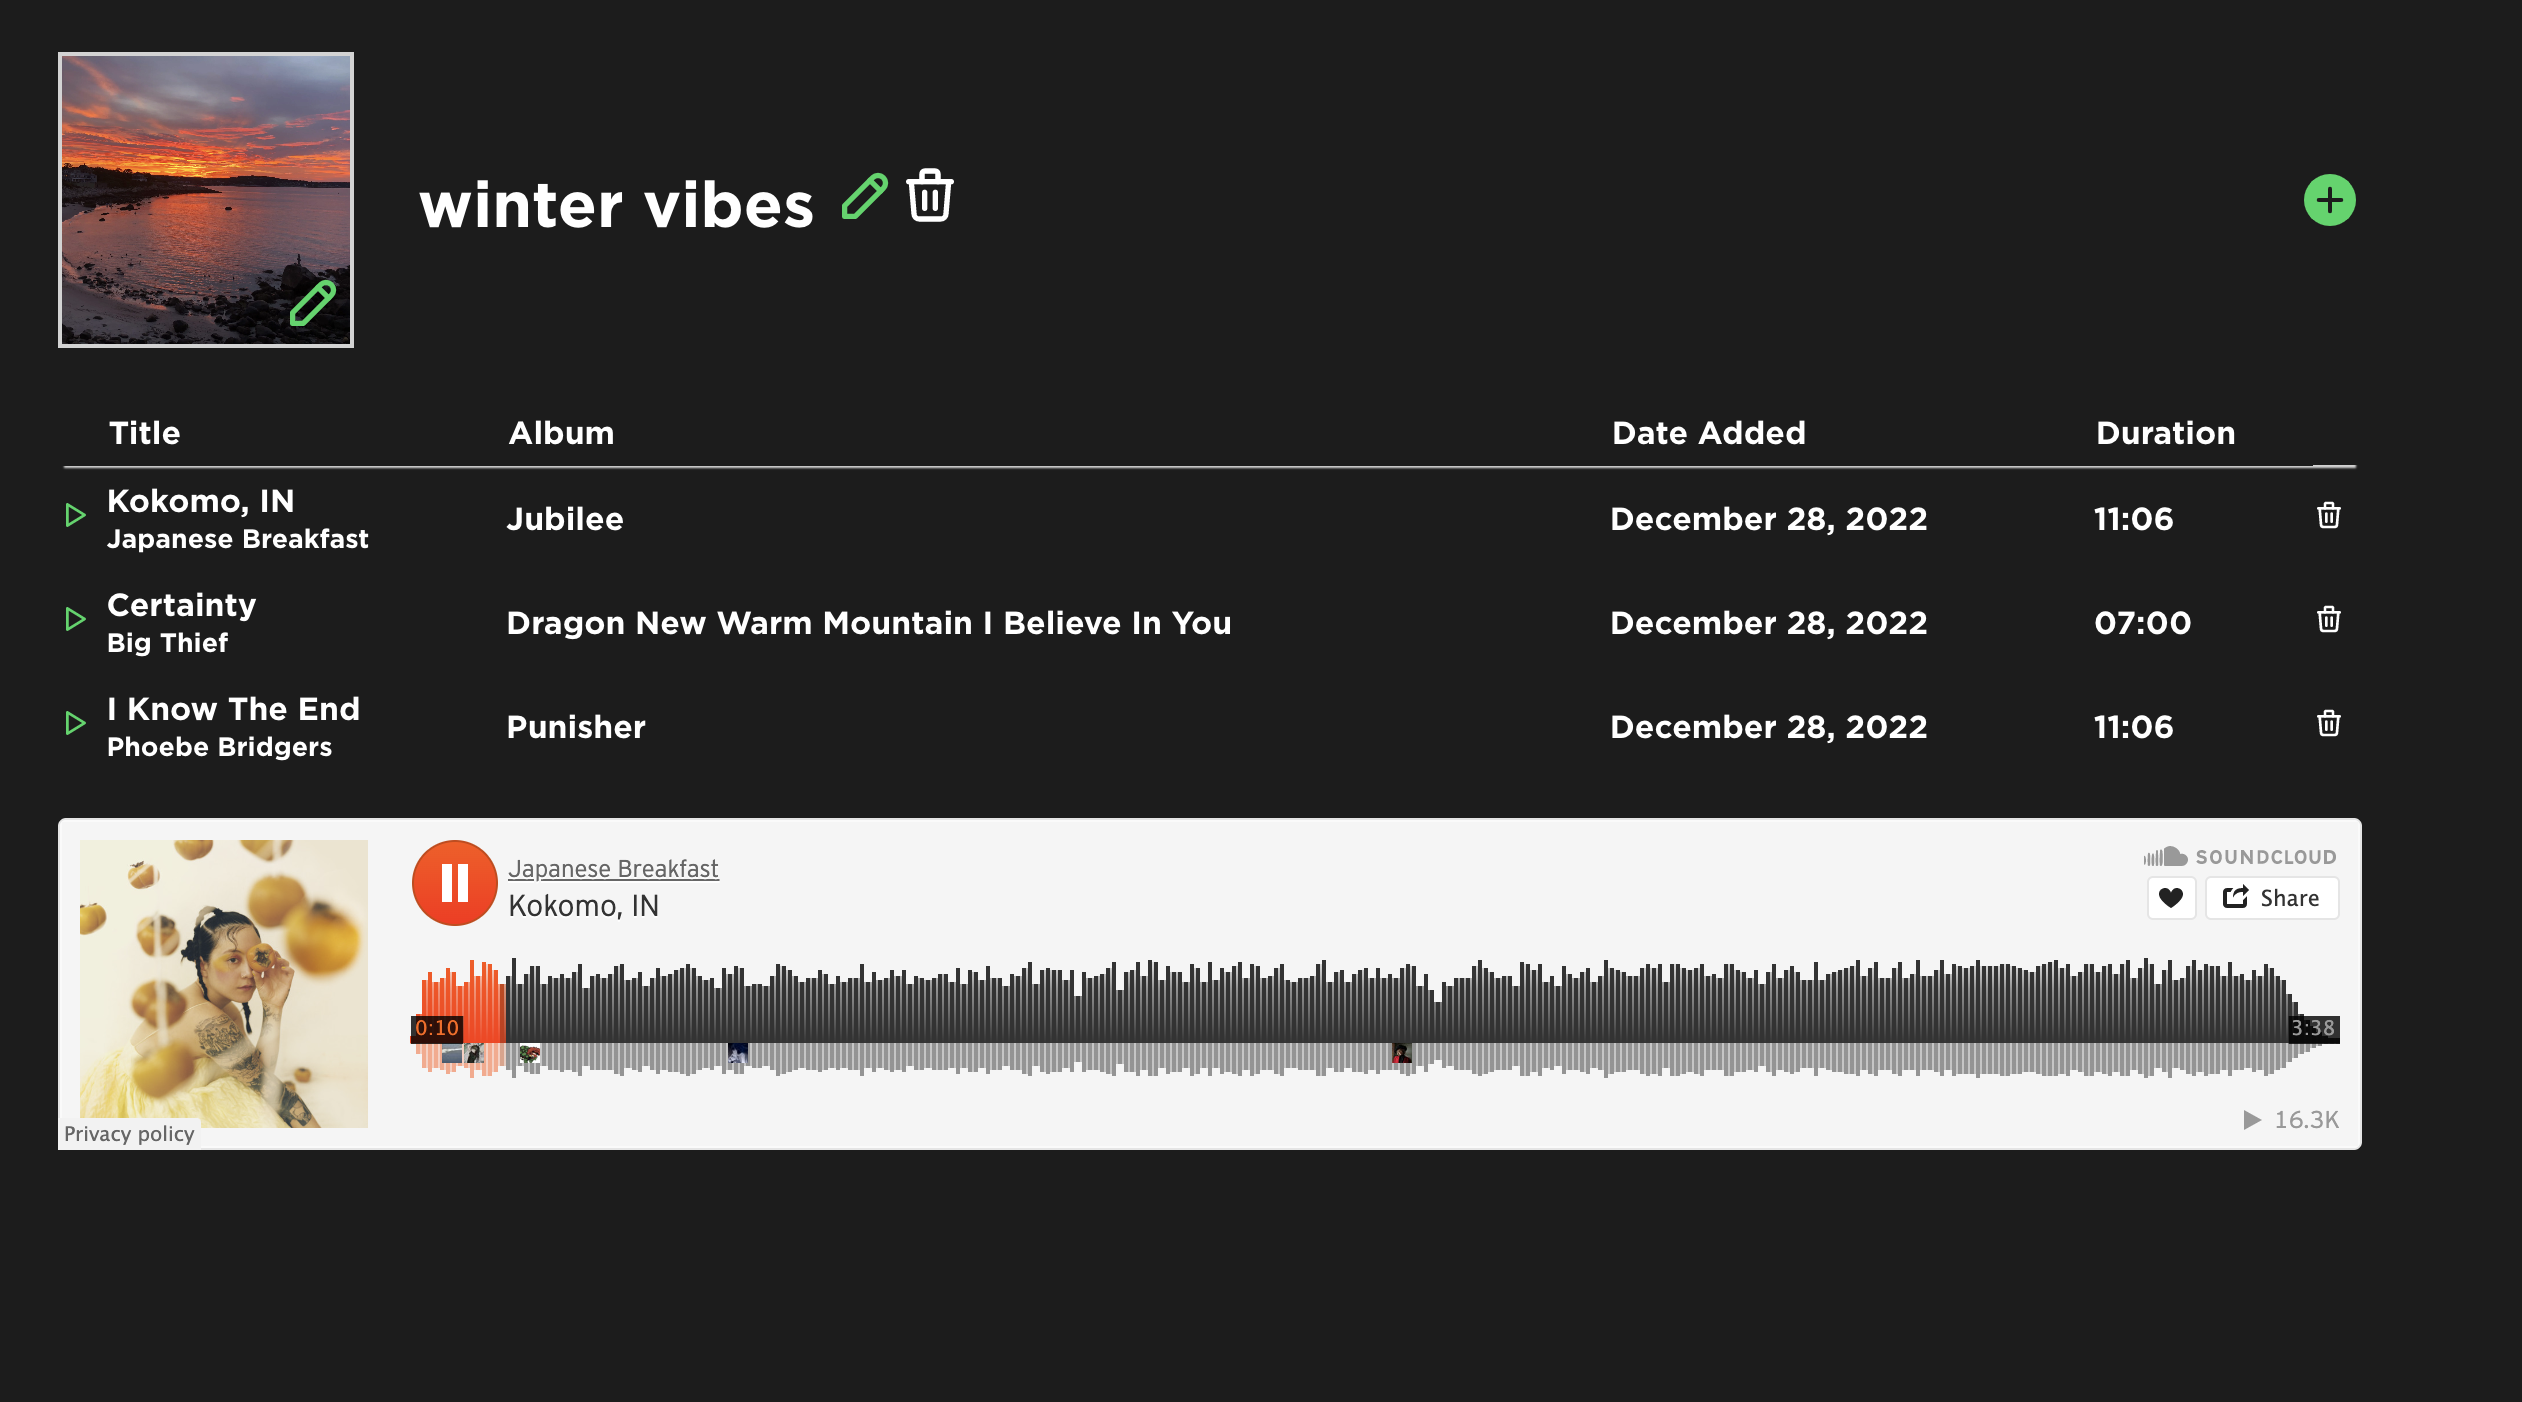 winter vibes
Title Album Date Added Duration
Kokomo, IN
Japanese Breakfast
Jubilee December 28, 2022 11:06
Certainty
Big Thief
Dragon New Warm Mountain I Believe In You December 28, 2022 07:00
I Know The End
Phoebe Bridgers
Punisher December 28, 2022 11:06
Japanese Breakfast
Kokomo, IN
SOUNDCLOUD
Share
0:10
3:38
Privacy policy
16.3K